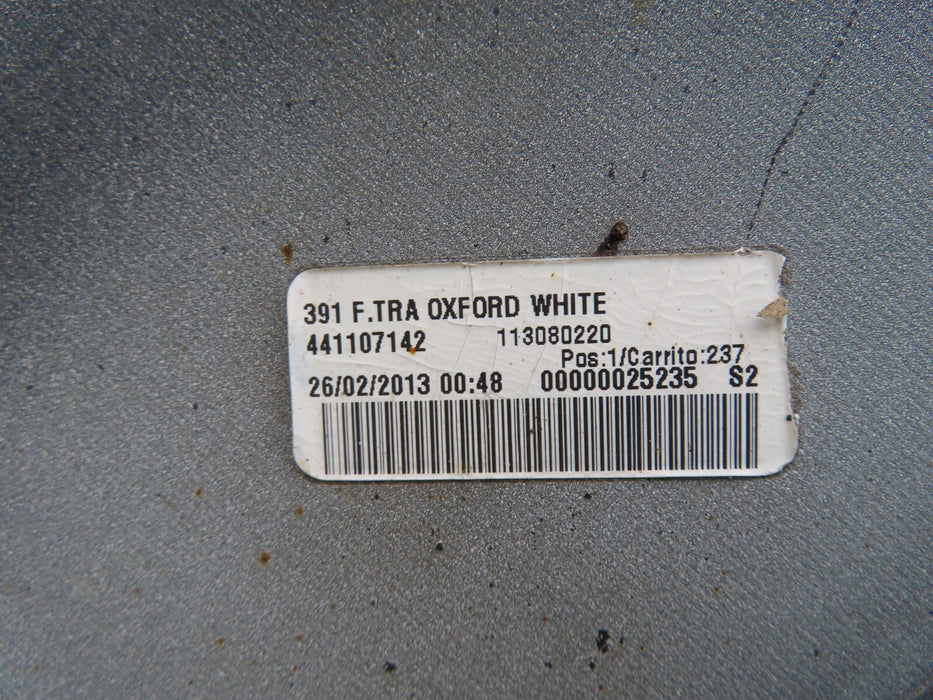 391 F.TRA OXFORD WHITE
441107142 113080220
Pos:1/Carrito:237
26/02/2013 00:48 00000025235 S2